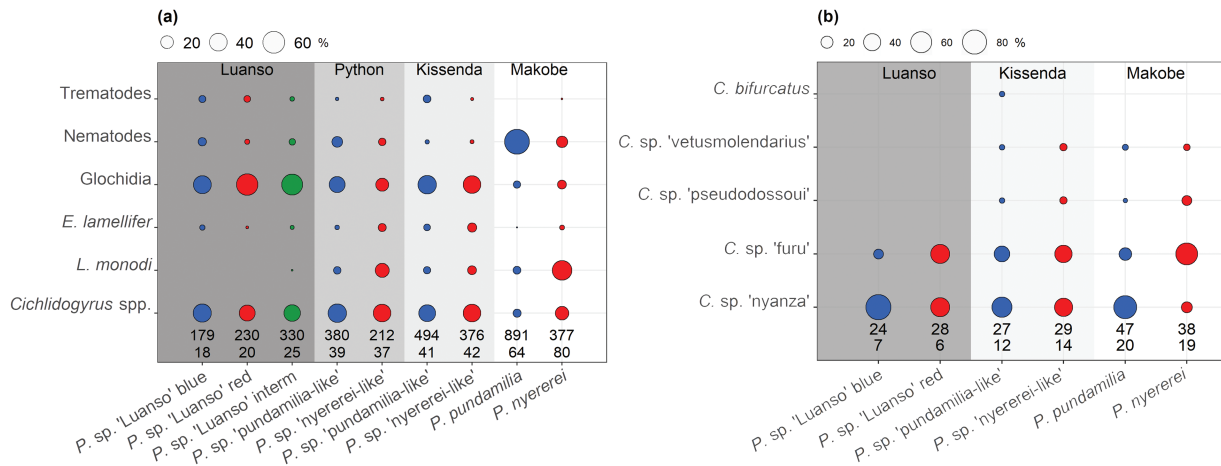 (a)
20 40 60 %
Luanso Python Kissenda Makobe
Trematodes
Nematodes
Glochidia
E. lamellifer
L. monodi
Cichlidogyrus spp.
179 230 330 380 212 494 376 891 377
18 20 25 39 37 41 42 64 80
P. sp. 'Luanso' blue
P. sp. 'Luanso' red
P. sp. 'Luanso' interm
P. sp. 'pundamilia-like'
P. sp. 'nyererei-like'
P. sp. 'pundamilia-like'
P. sp. 'nyererei-like'
P. pundamilia
P. nyererei
(b)
20 40 60 80 %
Luanso Kissenda Makobe
C. bifurcatus
C. sp. 'vetusmolendarius'
C. sp. 'pseudodossoui'
C. sp. 'furu'
C. sp. 'nyanza'
24 28 27 29 47 38
7 6 12 14 20 19
P. sp. 'Luanso' blue
P. sp. 'Luanso' red
P. sp. 'pundamilia-like'
P. sp. 'nyererei-like'
P. pundamilia
P. nyererei